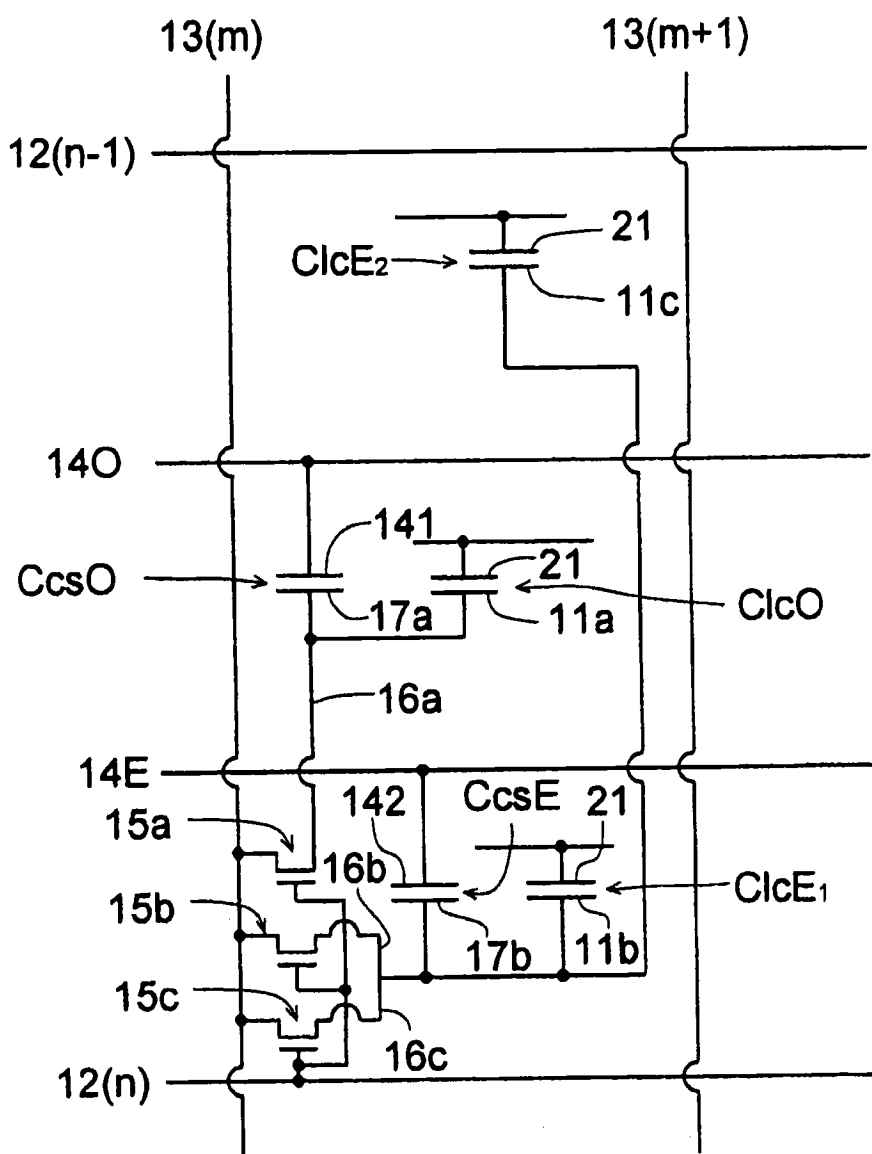 13(m)
13(m+1)
12(n-1)
21
ClcE2
11c
14O
141
CcsO
21
17a
11a
ClcO
16a
14E
142
CcsE
21
15a
16b
ClcE1
15b
17b
11b
15c
16c
12(n)